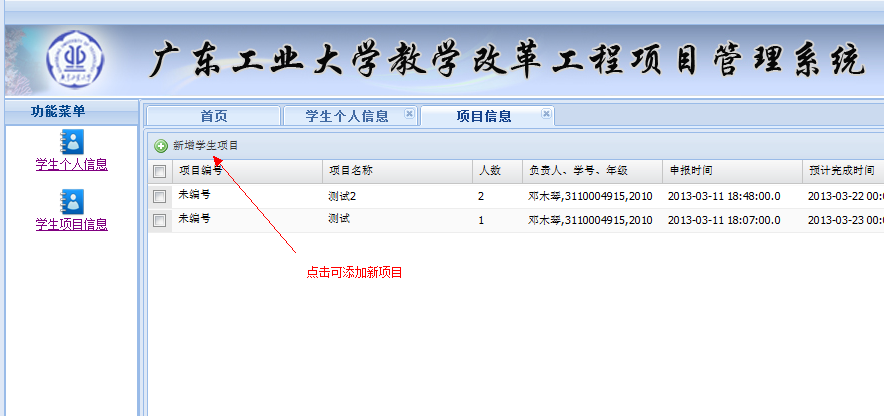 广东工业大学教学改革工程项目管理系统
功能菜单
首页 学生个人信息 项目信息
学生个人信息
学生项目信息
新增学生项目
项目编号 项目名称 人数 负责人、学号、年级 申报时间 预计完成时间
未编号 测试2 2 邓木琴,3110004915,2010 2013-03-11 18:48:00.0 2013-03-22 00:
未编号 测试 1 邓木琴,3110004915,2010 2013-03-11 18:07:00.0 2013-03-23 00:
点击可添加新项目